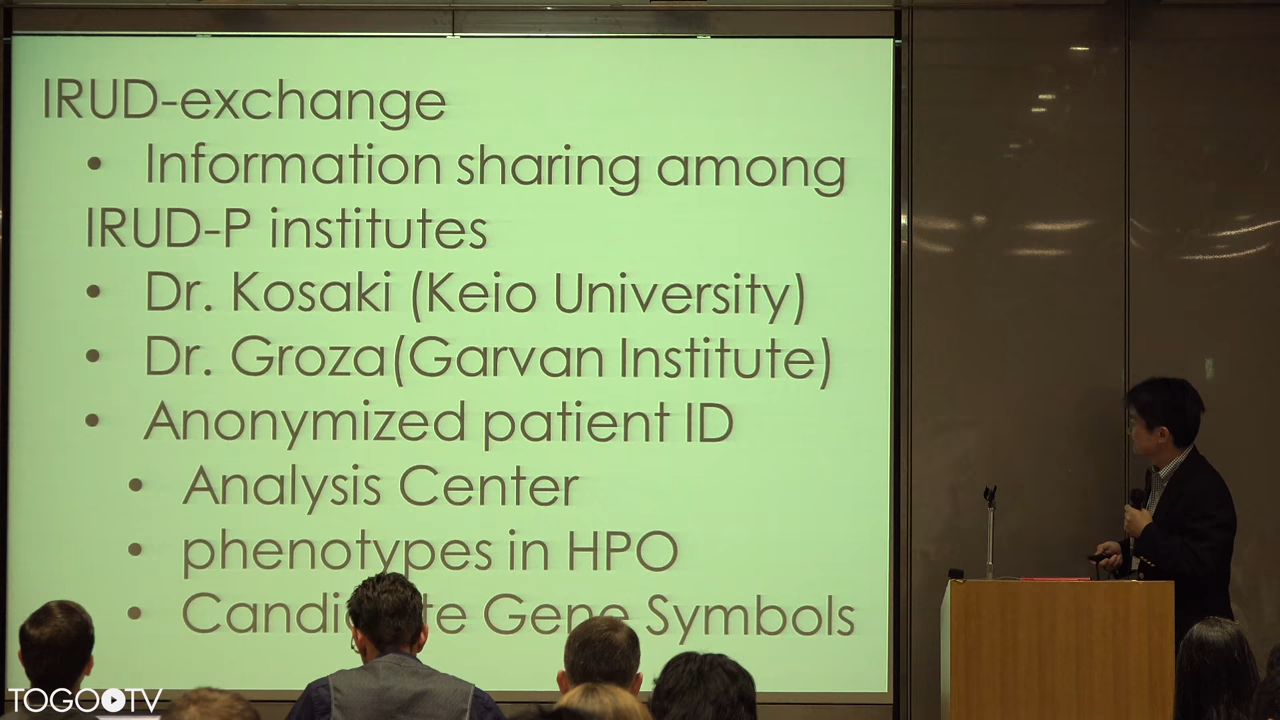 IRUD-exchange
• Information sharing among
IRUD-P institutes
• Dr. Kosaki (Keio University)
• Dr. Groza(Garvan Institute)
• Anonymized patient ID
• Analysis Center
• phenotypes in HPO
• Gene Symbols
TOGOTV